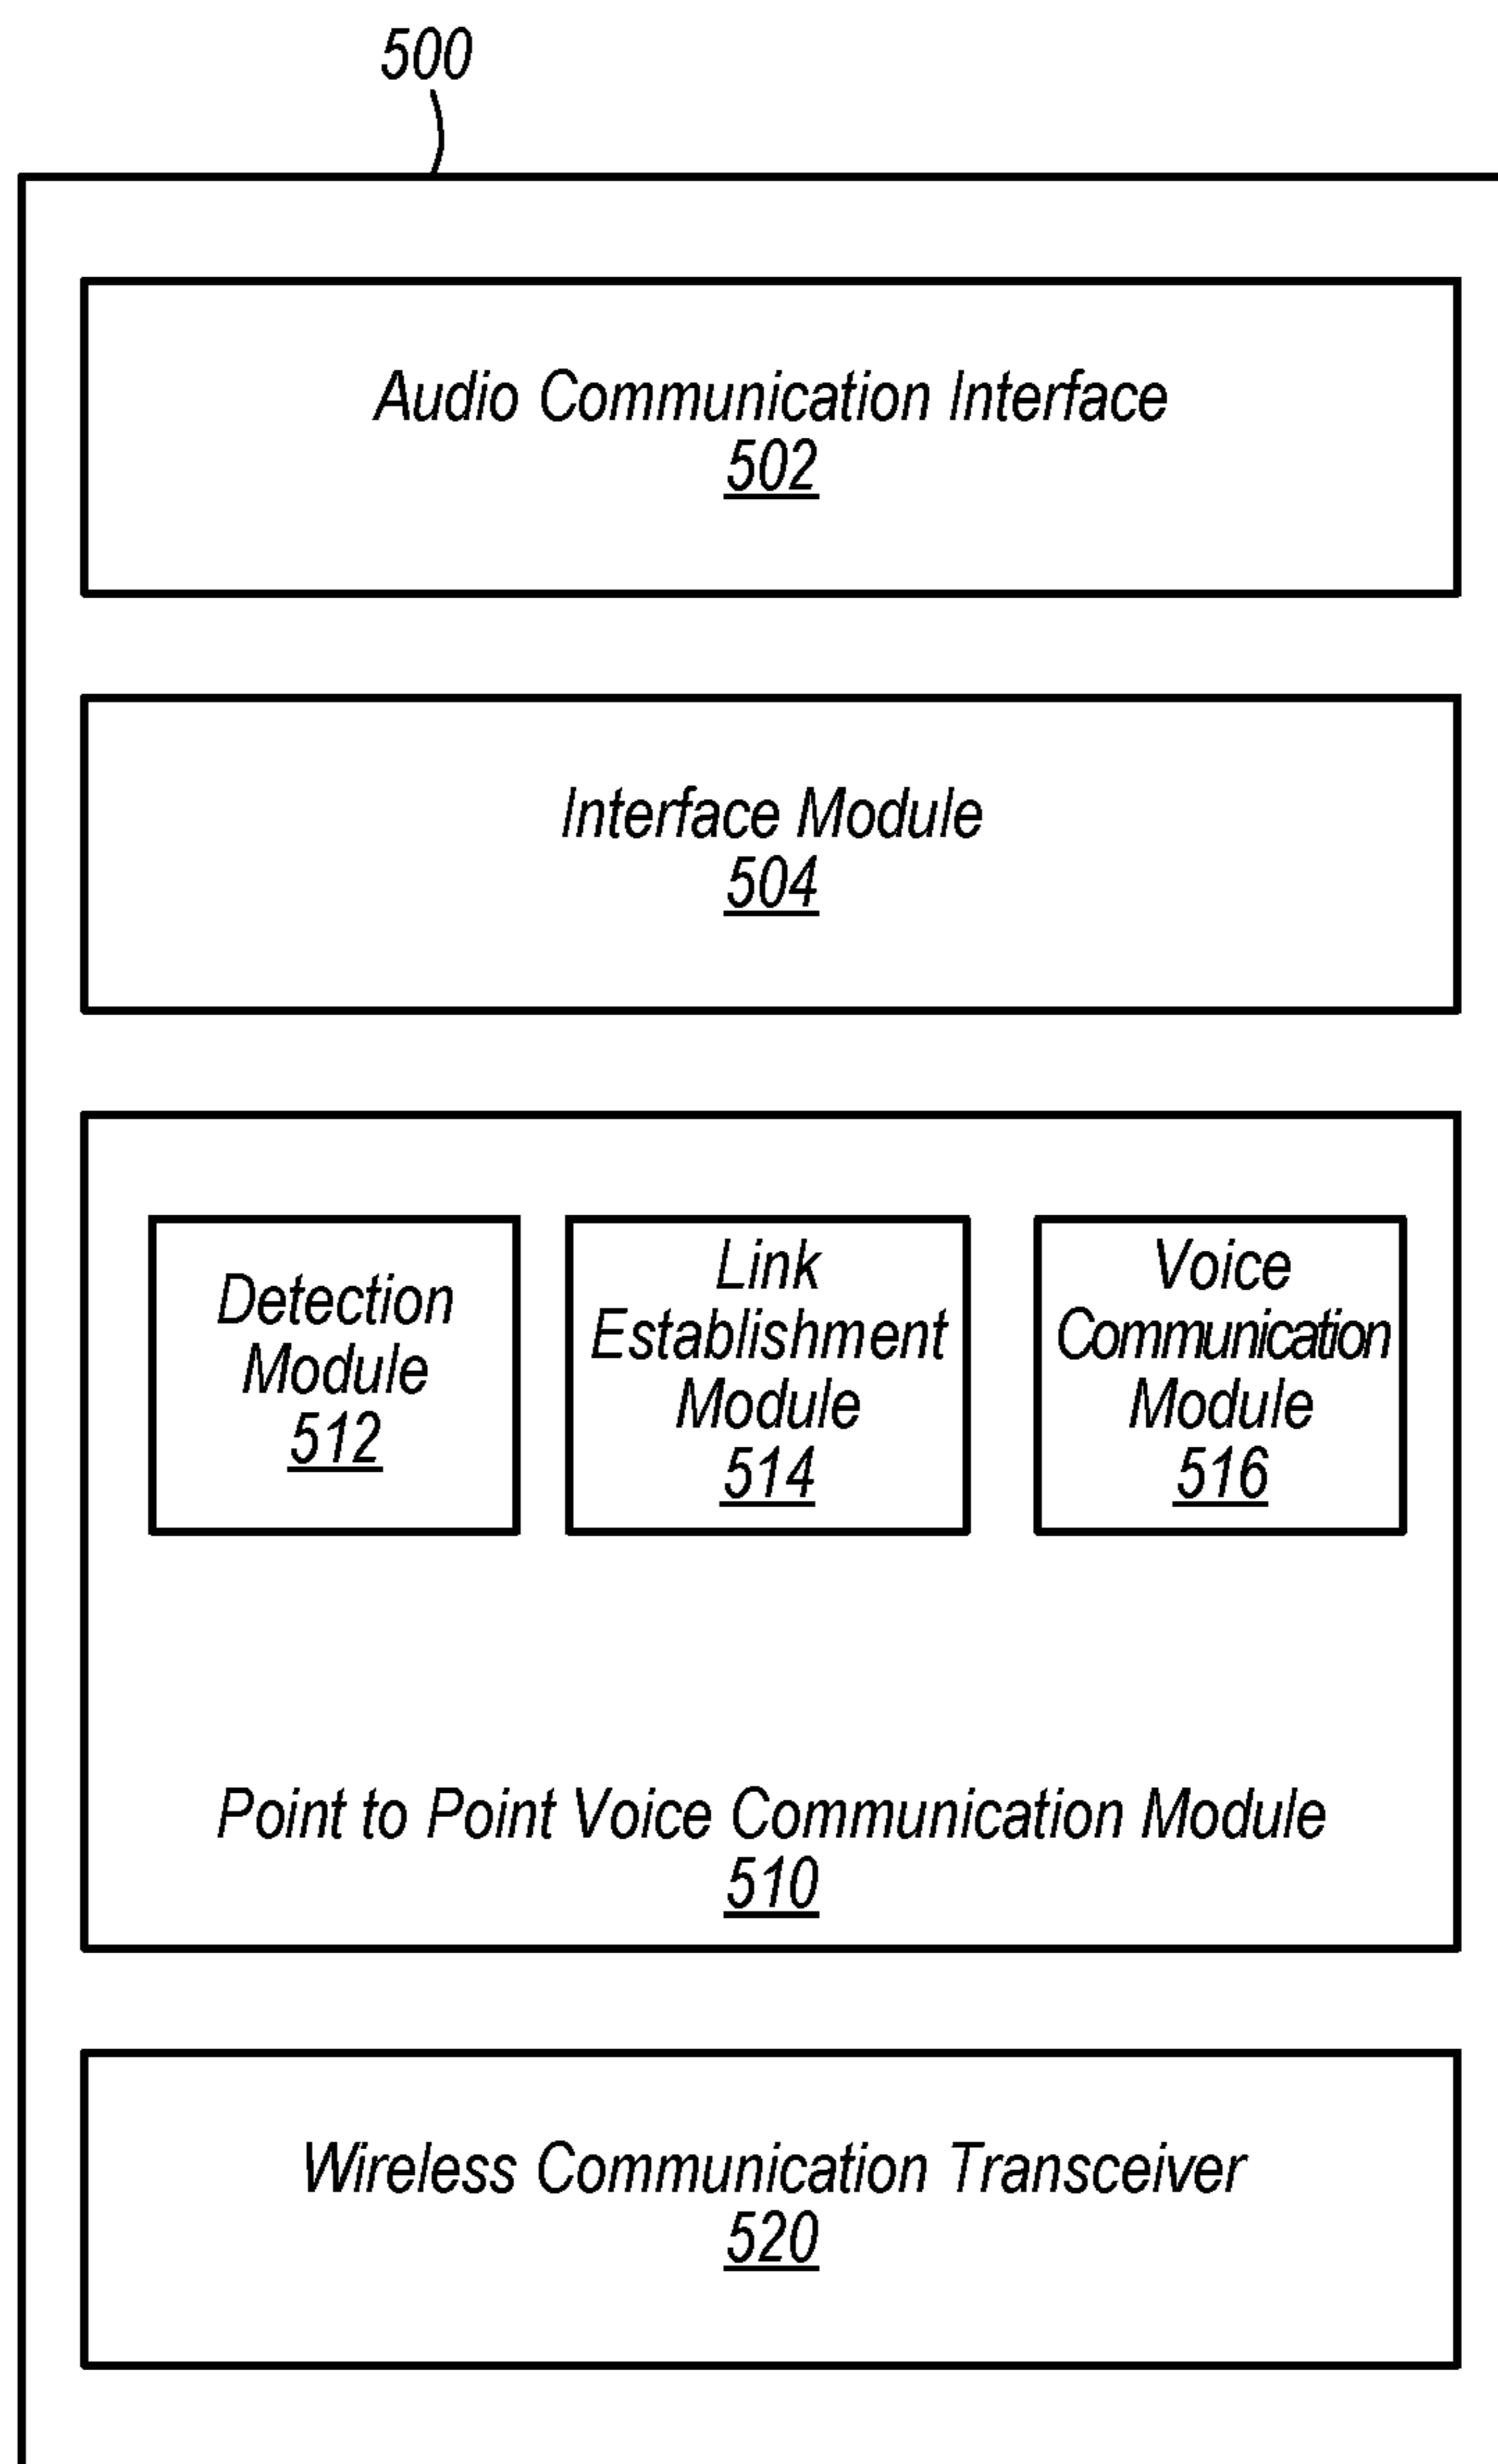 500
Audio Communication Interface
502
Interface Module
504
Detection
Module
512
Link
Establishment
Module
514
Voice
Communication
Module
516
Point to Point Voice Communication Module
510
Wireless Communication Transceiver
520